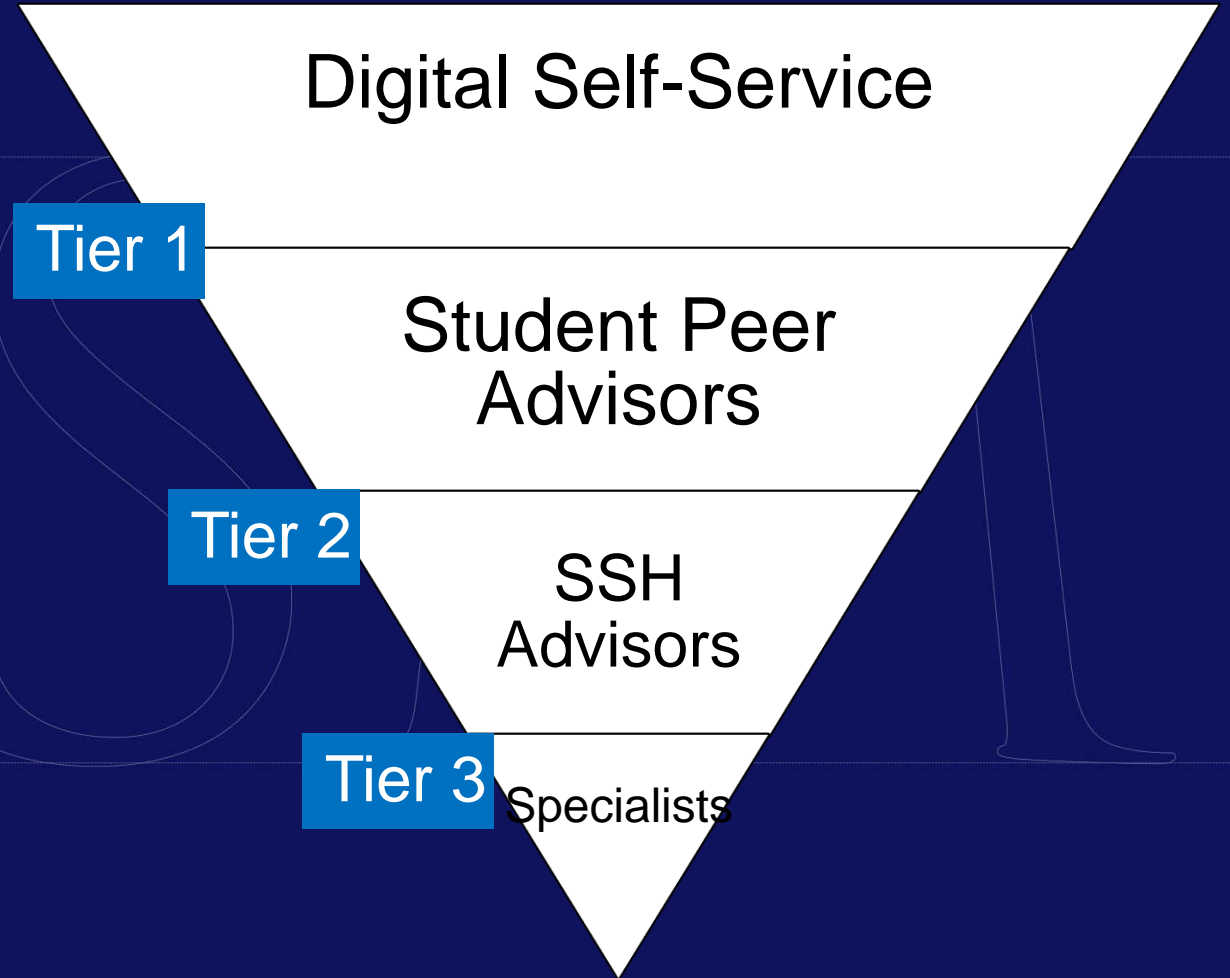 Digital Self-Service
Tier 1
Student Peer
Advisors
Tier 2
SSH
Advisors
Tier 3
Specialists